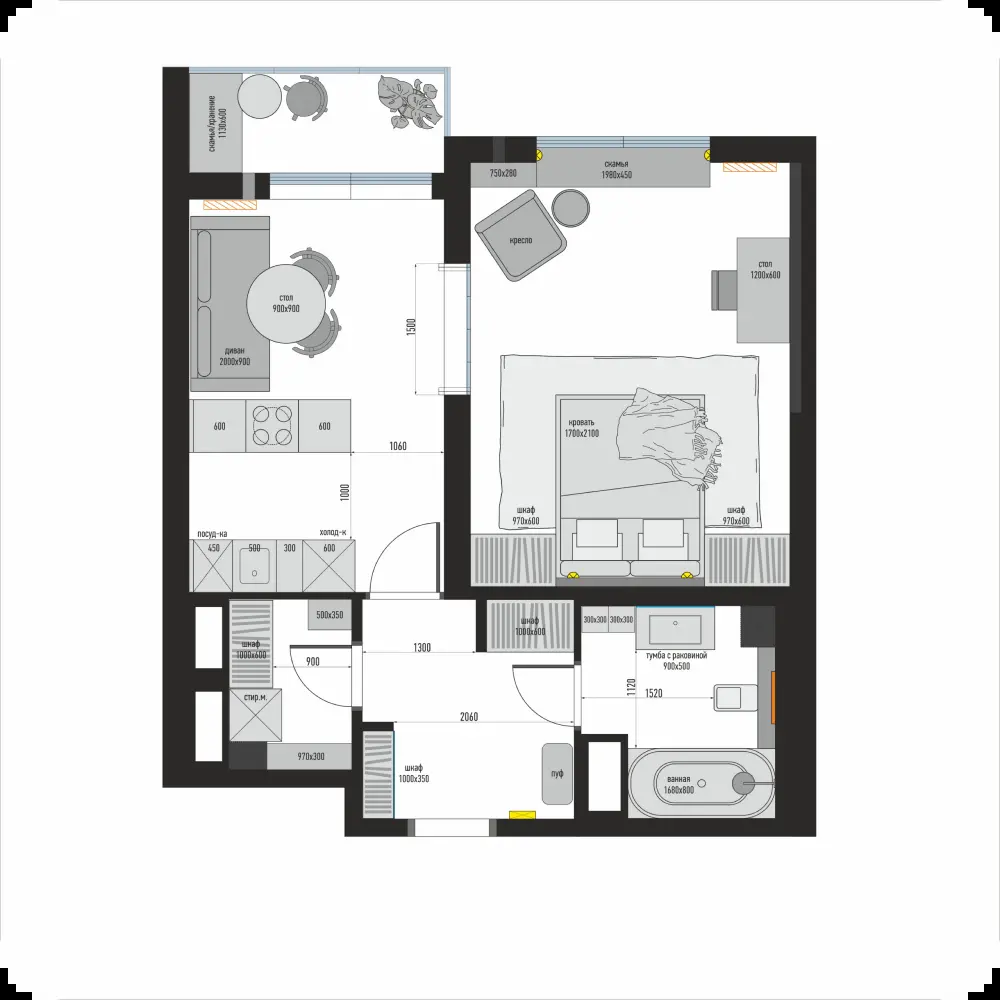 скамья/хранение
1130х600
750х280
скамья
1980х450
кресло
стол
1200х600
стол
900х900
1500
диван
2000х900
600
600
1060
1000
кровать
1700х2100
шкаф
970х600
шкаф
970х600
посуд-ка
холод-к
450
500
300
600
500х350
шкаф
1000х600
900
стир.м.
970х300
1300
шкаф
1000х600
2060
шкаф
1000х350
пуф
300х300
300х300
тумба с раковиной
900х500
1120
1520
ванная
1680х800